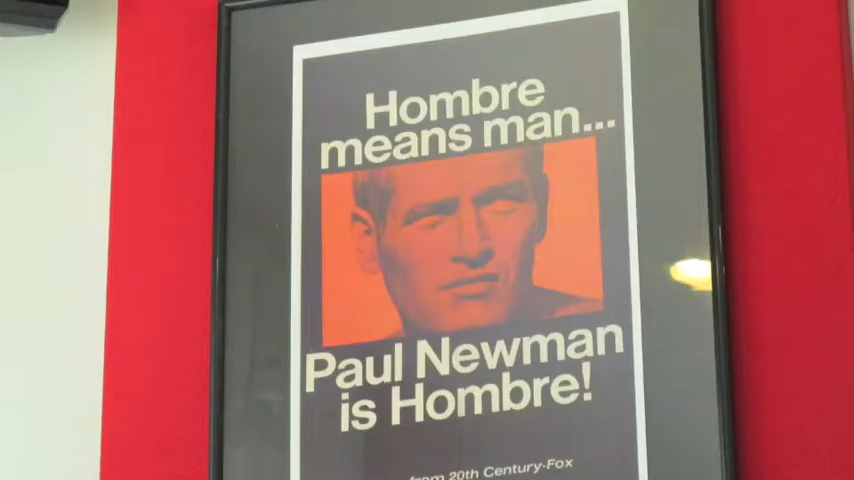 Hombre
means man...
Paul Newman
is Hombre!
from 20th Century-Fox